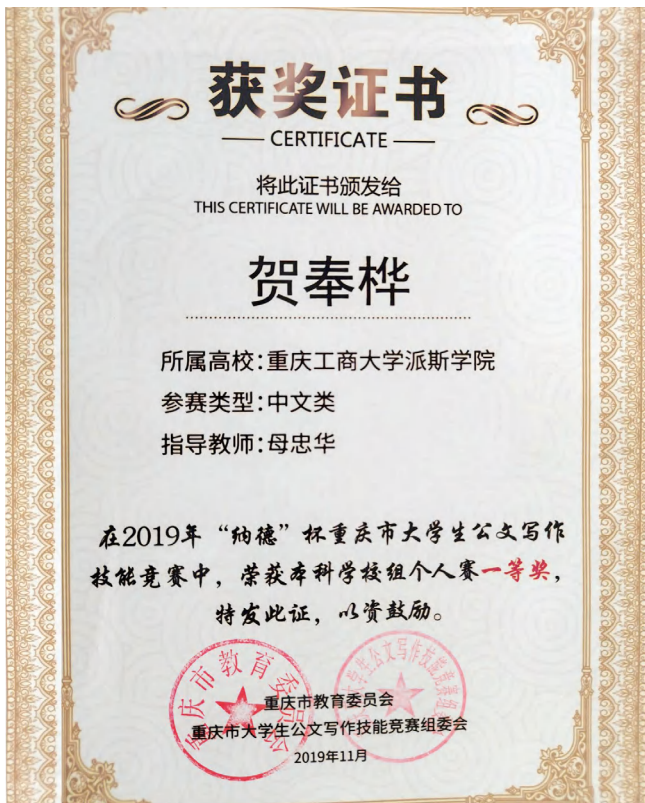 获奖证书
CERTIFICATE
将此证书颁发给
THIS CERTIFICATE WILL BE AWARDED TO
贺奉桦
所属高校：重庆工商大学派斯学院
参赛类型：中文类
指导教师：母忠华
在2019年“纳德”杯重庆市大学生公文写作
技能竞赛中，荣获本科学校组个人赛一等奖，
特发此证，以资鼓励。
重庆市教育委员会
重庆市大学生公文写作技能竞赛组委会
2019年11月